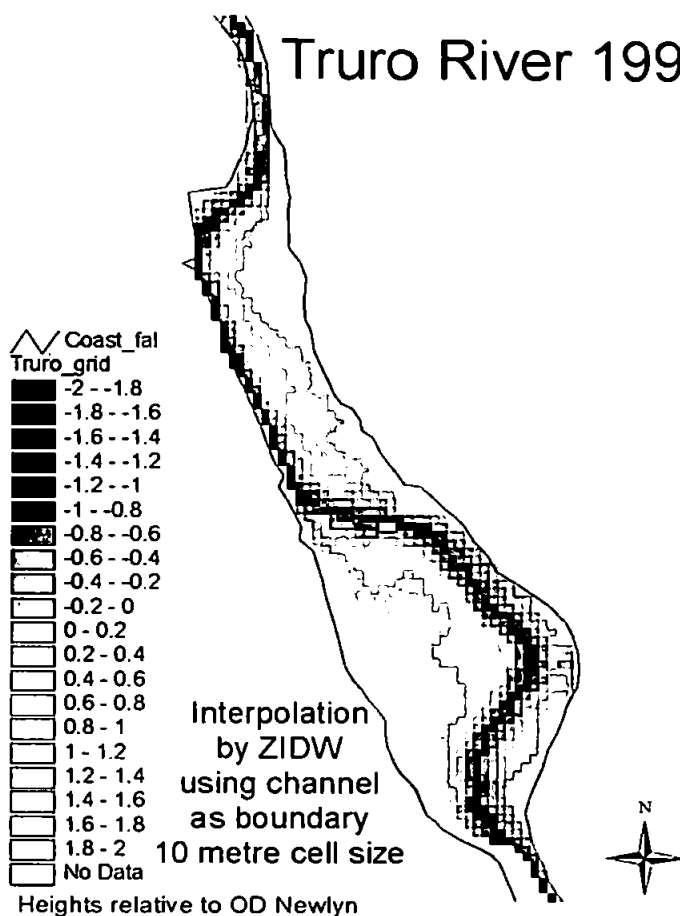 Truro River 199
Coast_fal
Truro_grid
-2 - -1.8
-1.8 - -1.6
-1.6 - -1.4
-1.4 - -1.2
-1.2 - -1
-1 - -0.8
-0.8 - -0.6
-0.6 - -0.4
-0.4 - -0.2
-0.2 - 0
0 - 0.2
0.2 - 0.4
0.4 - 0.6
0.6 - 0.8
0.8 - 1
1 - 1.2
1.2 - 1.4
1.4 - 1.6
1.6 - 1.8
1.8 - 2
No Data
Interpolation
by ZIDW
using channel
as boundary
10 metre cell size
N
Heights relative to OD Newlyn